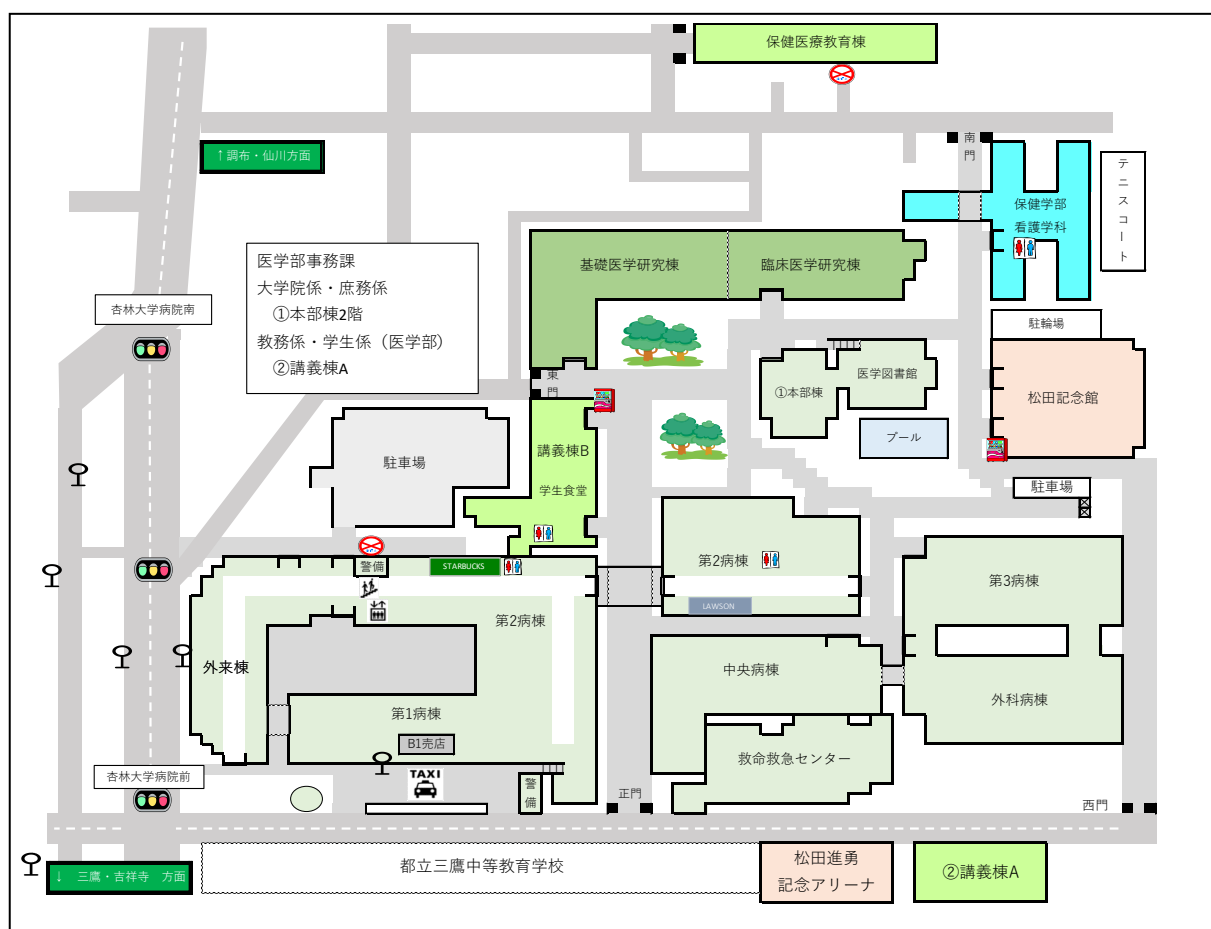 保健医療教育棟
南門
↑調布・仙川方面
テニスコート
保健学部
看護学科
医学部事務課
大学院係・庶務係
①本部棟2階
教務係・学生係（医学部）
②講義棟A
基礎医学研究棟
臨床医学研究棟
杏林大学病院南
駐輪場
東門
①本部棟
医学図書館
松田記念館
プール
講義棟B
学生食堂
駐車場
駐車場
警備
STARBUCKS
第2病棟
LAWSON
第3病棟
第2病棟
外来棟
中央病棟
外科病棟
第1病棟
B1売店
救命救急センター
杏林大学病院前
TAXI
警備
正門
西門
↓ 三鷹・吉祥寺 方面
都立三鷹中等教育学校
松田進勇
記念アリーナ
②講義棟A